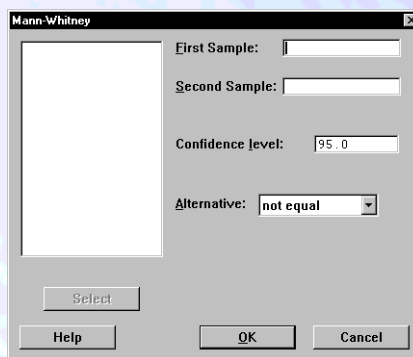 Mann-Whitney
First Sample:
Second Sample:
Confidence level: 95.0
Alternative: not equal
Select
Help OK Cancel